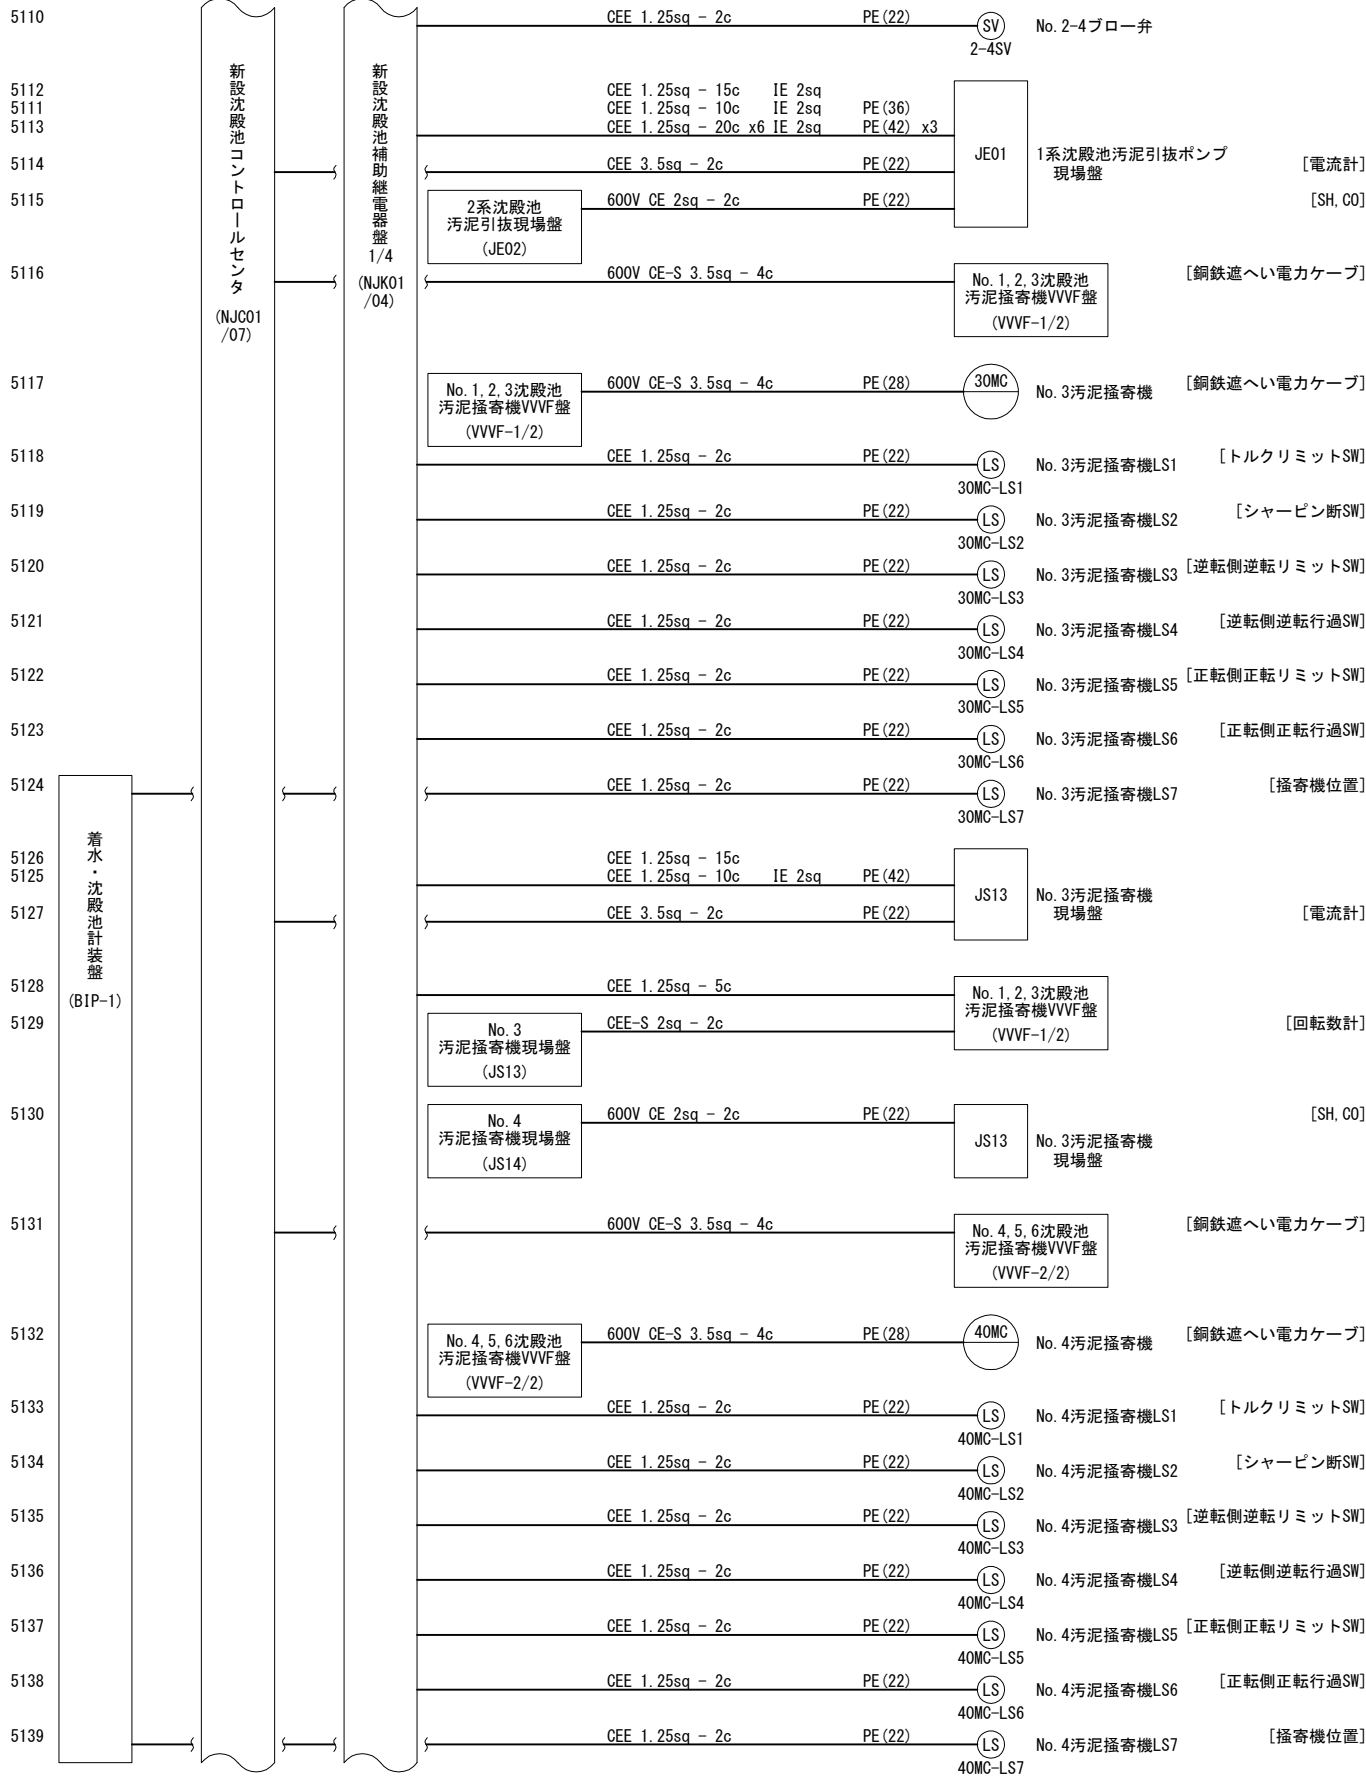 5110 CEE 1.25sq - 2c PE(22) SV No.2-4ブロー弁
2-4SV
新設沈殿池コントロールセンタ
(NJC01
/07)
新設沈殿池補助継電器盤
1/4
(NJK01
/04)
5112 CEE 1.25sq - 15c IE 2sq
5111 CEE 1.25sq - 10c IE 2sq PE(36)
5113 CEE 1.25sq - 20c x6 IE 2sq PE(42) x3
JE01 1系沈殿池汚泥引抜ポンプ
現場盤
5114 CEE 3.5sq - 2c PE(22) [電流計]
5115 600V CE 2sq - 2c PE(22) [SH,CO]
2系沈殿池
汚泥引抜現場盤
(JE02)
5116 600V CE-S 3.5sq - 4c [銅鉄遮へい電力ケーブ]
No.1,2,3沈殿池
汚泥掻寄機VVVF盤
(VVVF-1/2)
5117 600V CE-S 3.5sq - 4c PE(28) 30MC No.3汚泥掻寄機 [銅鉄遮へい電力ケーブ]
No.1,2,3沈殿池
汚泥掻寄機VVVF盤
(VVVF-1/2)
5118 CEE 1.25sq - 2c PE(22) LS No.3汚泥掻寄機LS1 [トルクリミットSW]
30MC-LS1
5119 CEE 1.25sq - 2c PE(22) LS No.3汚泥掻寄機LS2 [シャーピン断SW]
30MC-LS2
5120 CEE 1.25sq - 2c PE(22) LS No.3汚泥掻寄機LS3 [逆転側逆転リミットSW]
30MC-LS3
5121 CEE 1.25sq - 2c PE(22) LS No.3汚泥掻寄機LS4 [逆転側逆転行過SW]
30MC-LS4
5122 CEE 1.25sq - 2c PE(22) LS No.3汚泥掻寄機LS5 [正転側正転リミットSW]
30MC-LS5
5123 CEE 1.25sq - 2c PE(22) LS No.3汚泥掻寄機LS6 [正転側正転行過SW]
30MC-LS6
5124 CEE 1.25sq - 2c PE(22) LS No.3汚泥掻寄機LS7 [掻寄機位置]
30MC-LS7
着水・沈殿池計装盤
(BIP-1)
5126 CEE 1.25sq - 15c
5125 CEE 1.25sq - 10c IE 2sq PE(42)
JS13 No.3汚泥掻寄機
現場盤
5127 CEE 3.5sq - 2c PE(22) [電流計]
5128 CEE 1.25sq - 5c
No.1,2,3沈殿池
汚泥掻寄機VVVF盤
(VVVF-1/2)
5129 CEE-S 2sq - 2c [回転数計]
No.3
汚泥掻寄機現場盤
(JS13)
5130 600V CE 2sq - 2c PE(22) [SH,CO]
No.4
汚泥掻寄機現場盤
(JS14)
JS13 No.3汚泥掻寄機
現場盤
5131 600V CE-S 3.5sq - 4c [銅鉄遮へい電力ケーブ]
No.4,5,6沈殿池
汚泥掻寄機VVVF盤
(VVVF-2/2)
5132 600V CE-S 3.5sq - 4c PE(28) 40MC No.4汚泥掻寄機 [銅鉄遮へい電力ケーブ]
No.4,5,6沈殿池
汚泥掻寄機VVVF盤
(VVVF-2/2)
5133 CEE 1.25sq - 2c PE(22) LS No.4汚泥掻寄機LS1 [トルクリミットSW]
40MC-LS1
5134 CEE 1.25sq - 2c PE(22) LS No.4汚泥掻寄機LS2 [シャーピン断SW]
40MC-LS2
5135 CEE 1.25sq - 2c PE(22) LS No.4汚泥掻寄機LS3 [逆転側逆転リミットSW]
40MC-LS3
5136 CEE 1.25sq - 2c PE(22) LS No.4汚泥掻寄機LS4 [逆転側逆転行過SW]
40MC-LS4
5137 CEE 1.25sq - 2c PE(22) LS No.4汚泥掻寄機LS5 [正転側正転リミットSW]
40MC-LS5
5138 CEE 1.25sq - 2c PE(22) LS No.4汚泥掻寄機LS6 [正転側正転行過SW]
40MC-LS6
5139 CEE 1.25sq - 2c PE(22) LS No.4汚泥掻寄機LS7 [掻寄機位置]
40MC-LS7